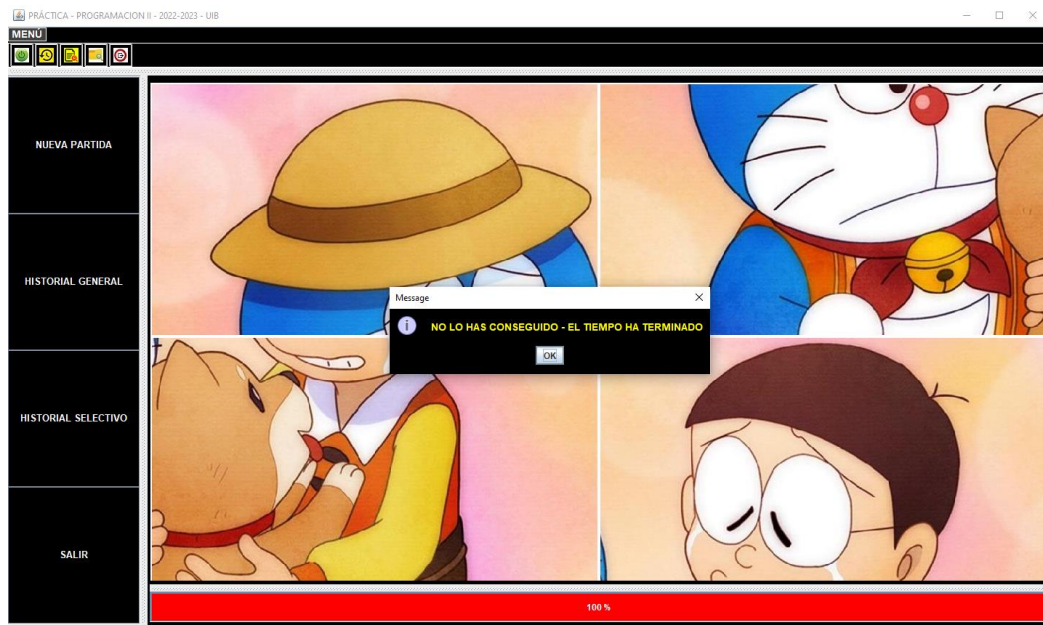 PRÁCTICA - PROGRAMACION II - 2022-2023 - UIB
MENÚ
NUEVA PARTIDA
HISTORIAL GENERAL
HISTORIAL SELECTIVO
SALIR
Message
NO LO HAS CONSEGUIDO - EL TIEMPO HA TERMINADO
OK
100 %